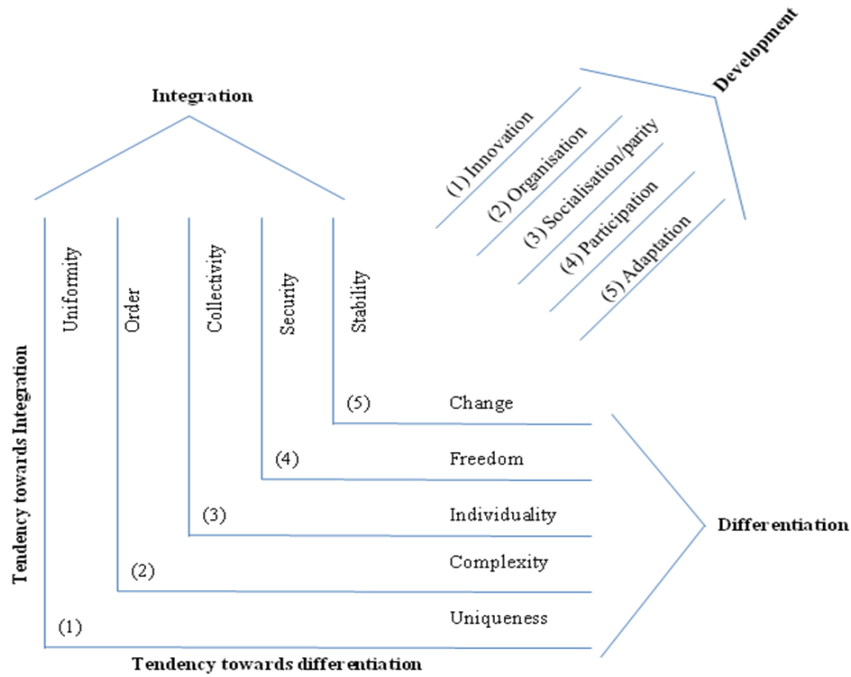 Development
Integration
(1) Innovation
(2) Organisation
(3) Socialisation/parity
(4) Participation
(5) Adaptation
Uniformity
Order
Collectivity
Security
Stability
Tendency towards Integration
(5) Change
(4) Freedom
(3) Individuality
Differentiation
(2) Complexity
(1) Uniqueness
Tendency towards differentiation